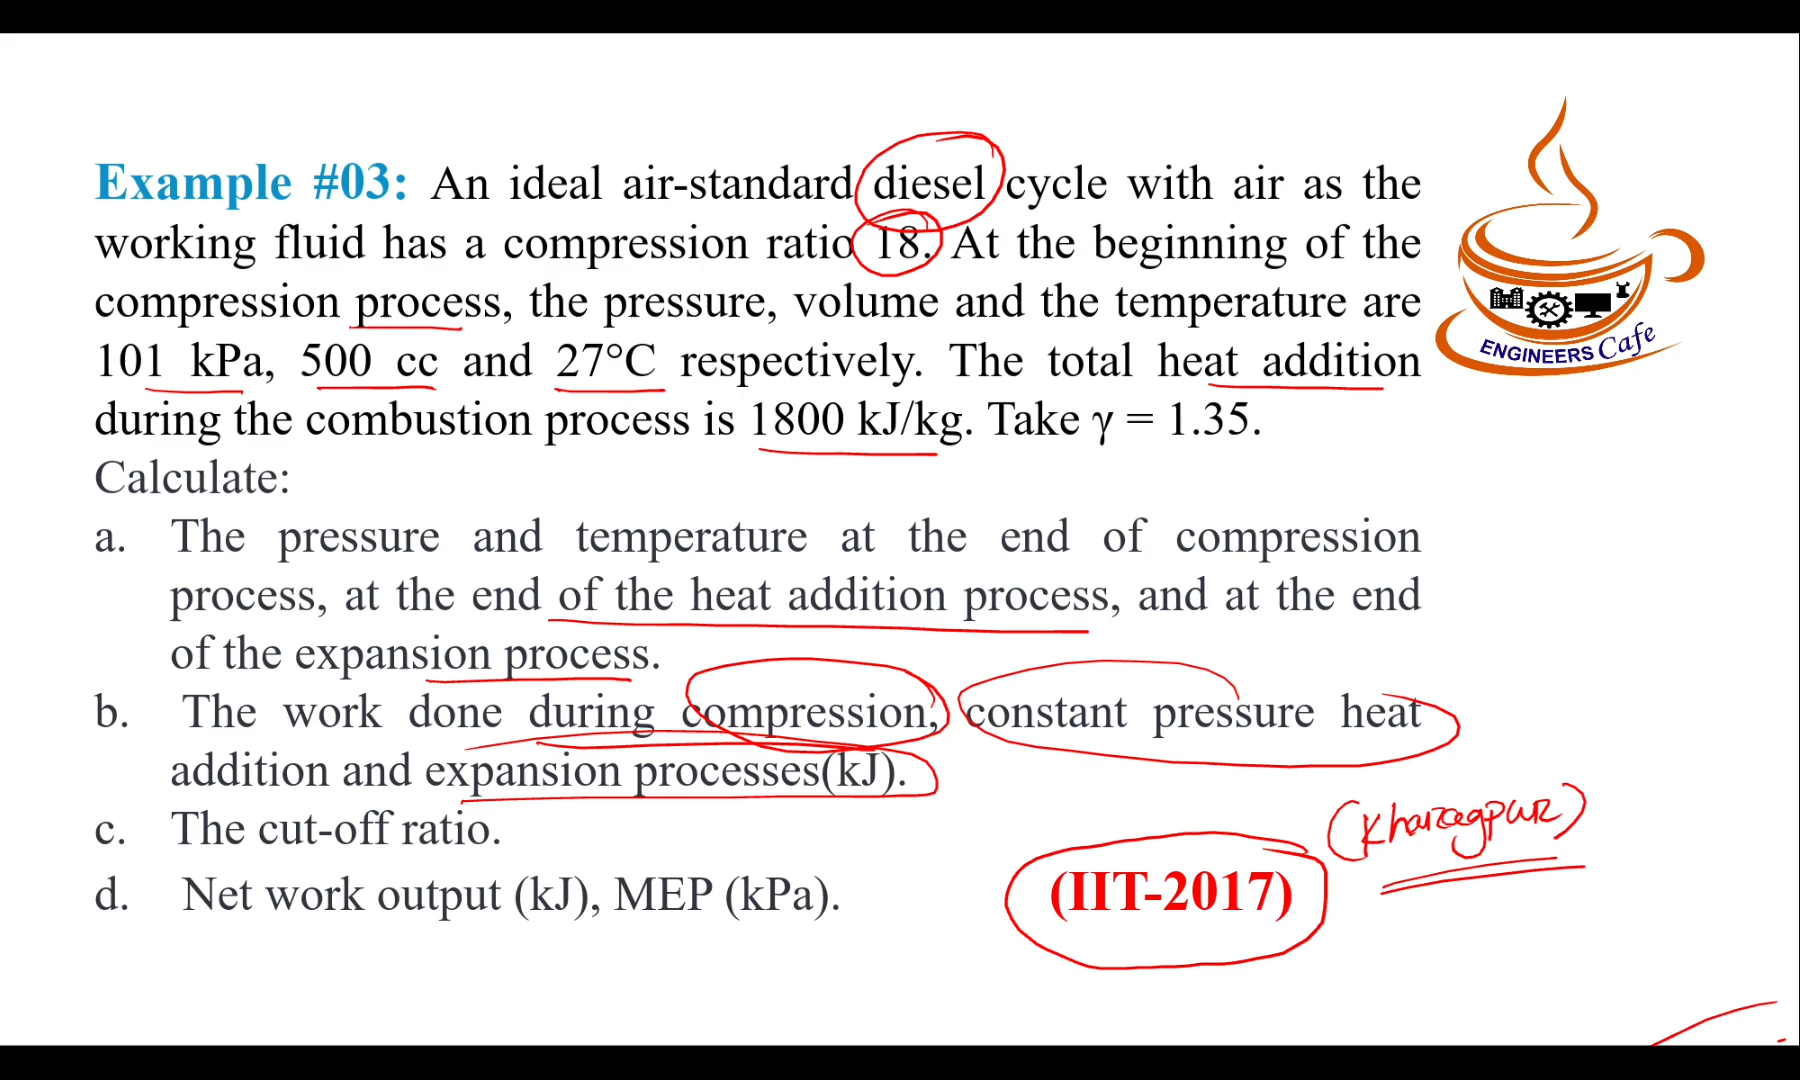 Example #03: An ideal air-standard diesel cycle with air as the
working fluid has a compression ratio 18. At the beginning of the
compression process, the pressure, volume and the temperature are
101 kPa, 500 cc and 27°C respectively. The total heat addition
during the combustion process is 1800 kJ/kg. Take γ = 1.35.
Calculate:
a. The pressure and temperature at the end of compression
process, at the end of the heat addition process, and at the end
of the expansion process.
b. The work done during compression, constant pressure heat
addition and expansion processes(kJ).
c. The cut-off ratio.
d. Net work output (kJ), MEP (kPa).
(IIT-2017)
(Kharagpur)
ENGINEERS Cafe